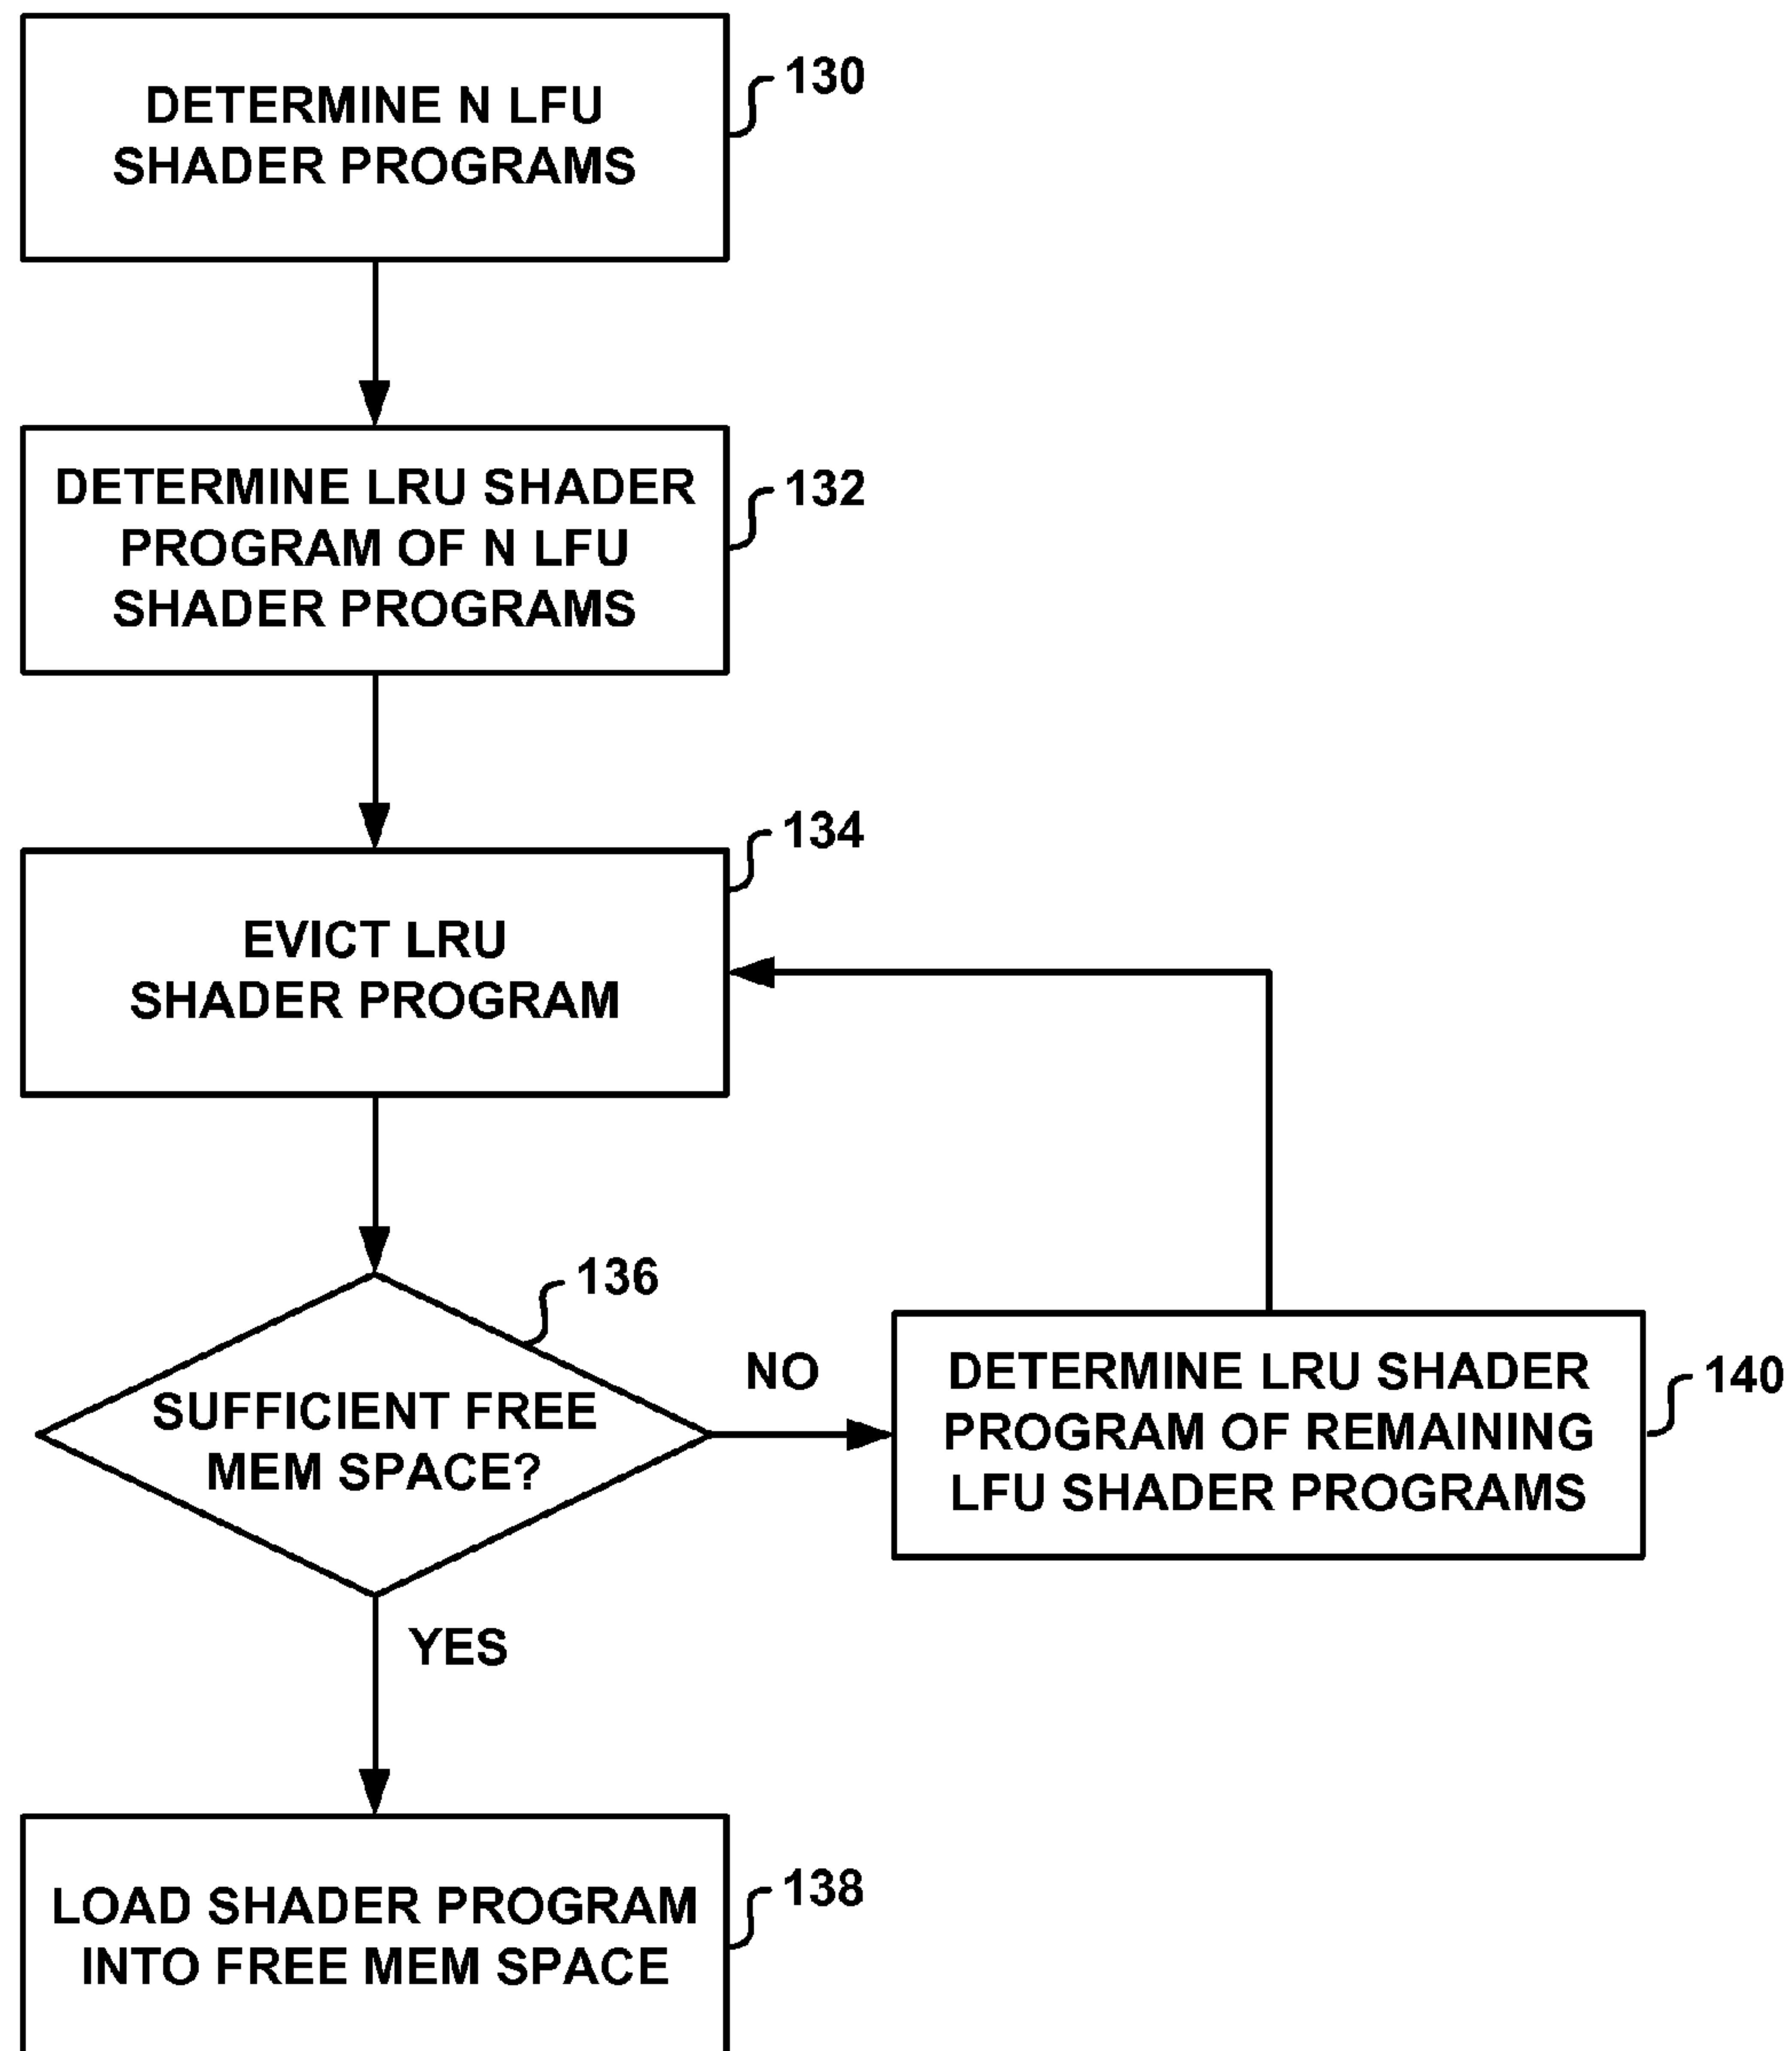 DETERMINE N LFU
SHADER PROGRAMS
130
DETERMINE LRU SHADER
PROGRAM OF N LFU
SHADER PROGRAMS
132
EVICT LRU
SHADER PROGRAM
134
SUFFICIENT FREE
MEM SPACE?
136
NO
DETERMINE LRU SHADER
PROGRAM OF REMAINING
LFU SHADER PROGRAMS
140
YES
LOAD SHADER PROGRAM
INTO FREE MEM SPACE
138